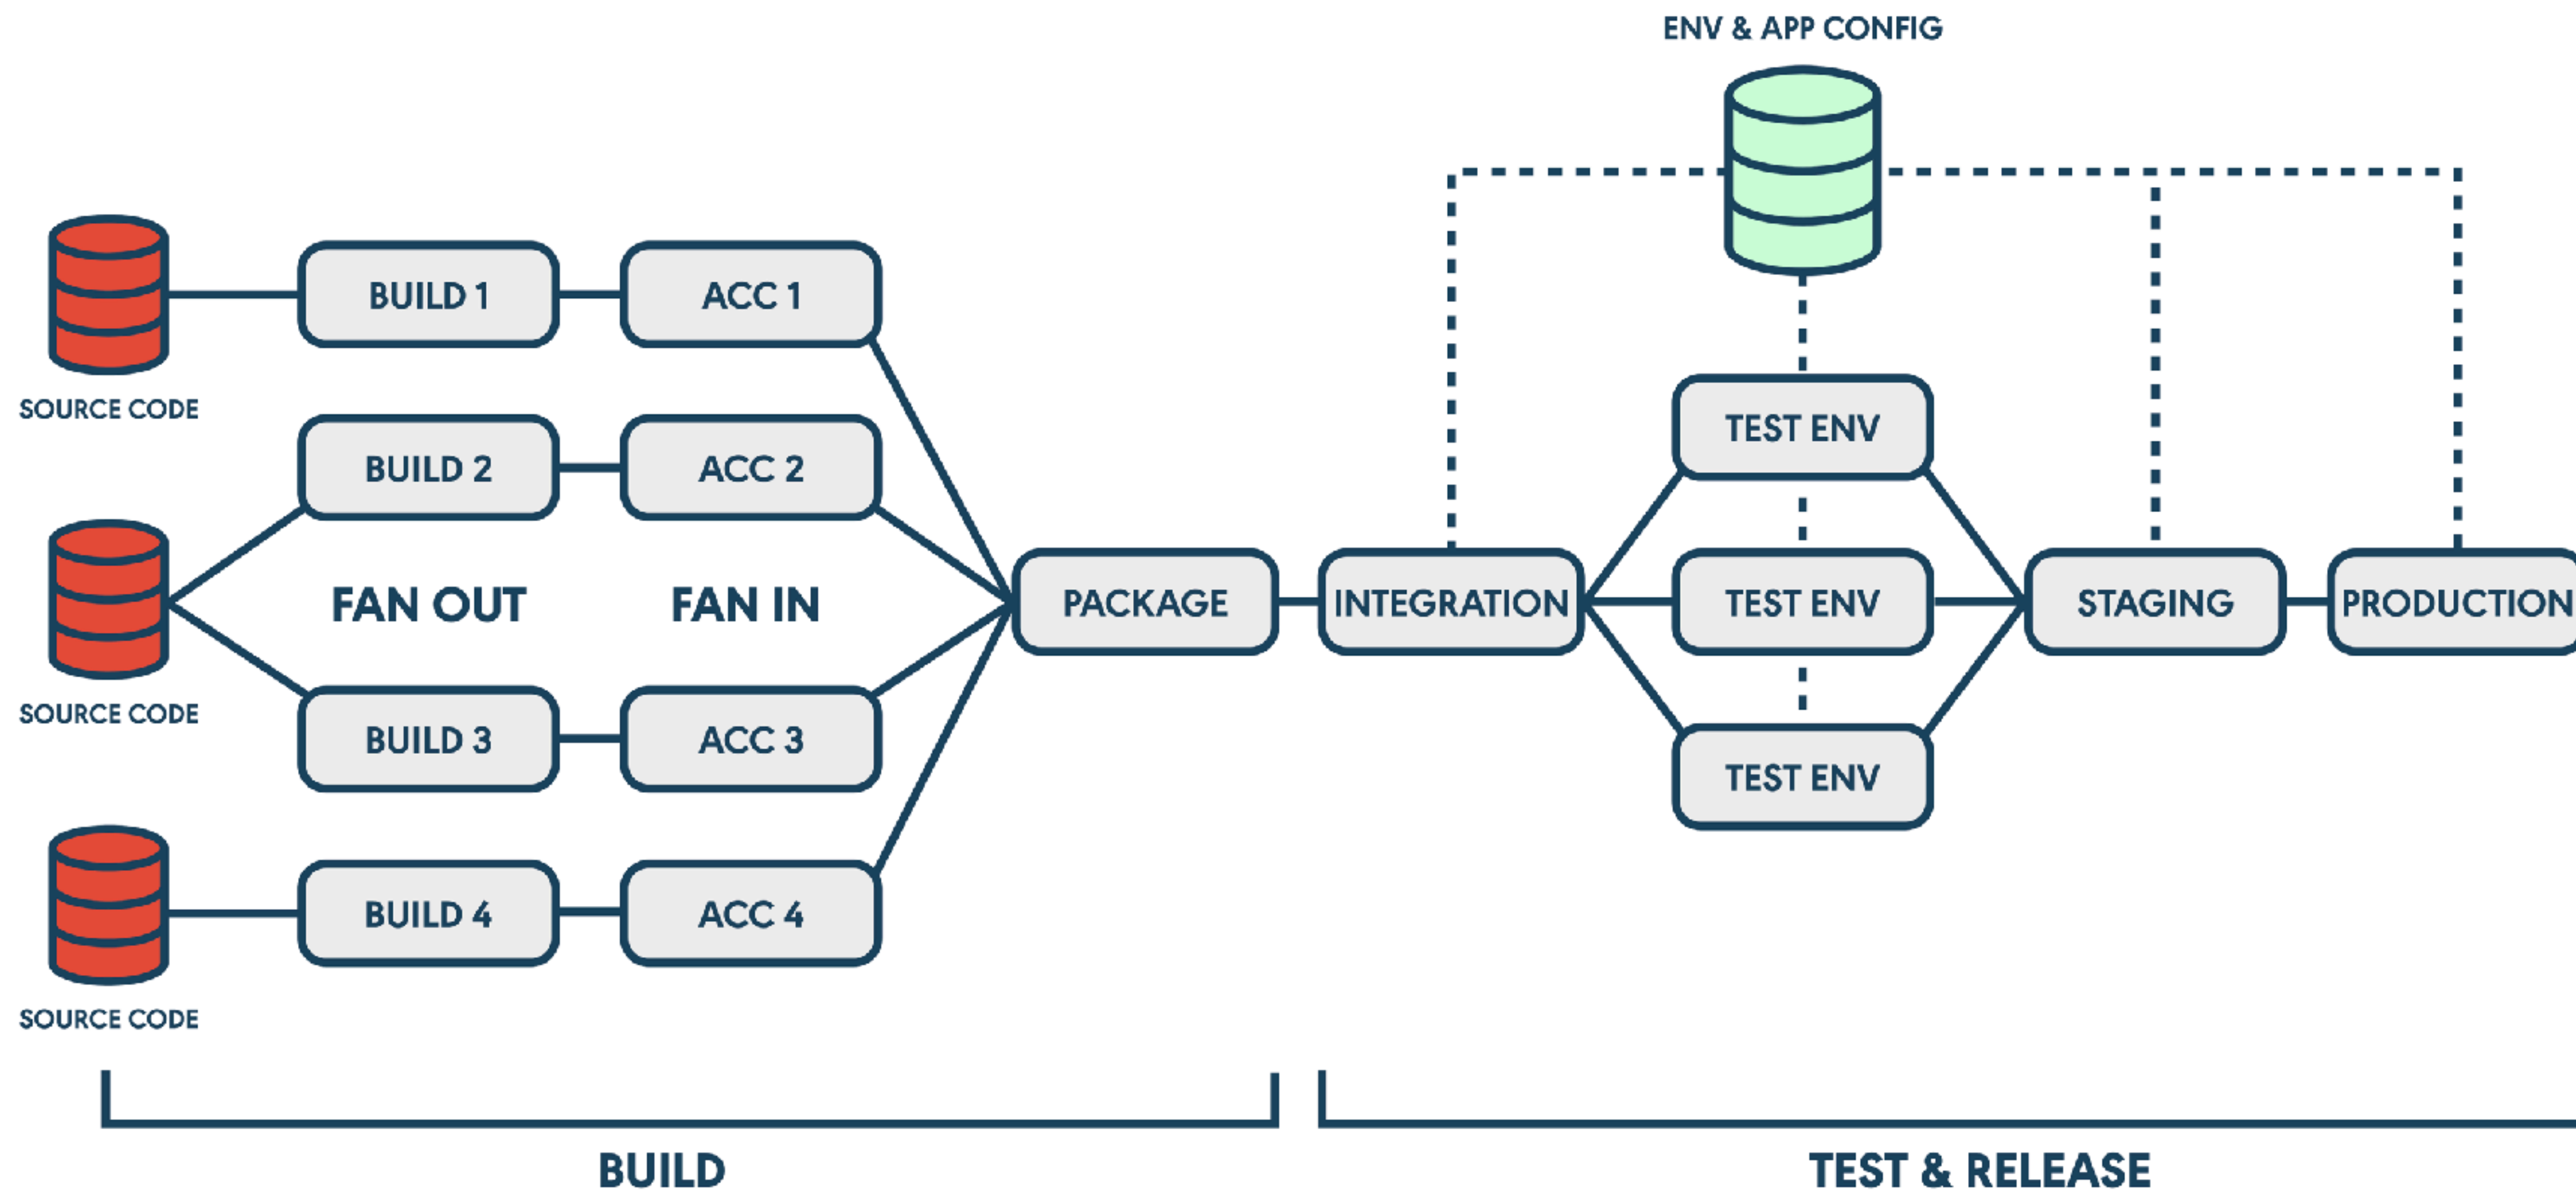 ENV & APP CONFIG
SOURCE CODE
BUILD 1
ACC 1
BUILD 2
ACC 2
SOURCE CODE
FAN OUT
FAN IN
BUILD 3
ACC 3
SOURCE CODE
BUILD 4
ACC 4
PACKAGE
INTEGRATION
TEST ENV
TEST ENV
TEST ENV
STAGING
PRODUCTION
BUILD
TEST & RELEASE